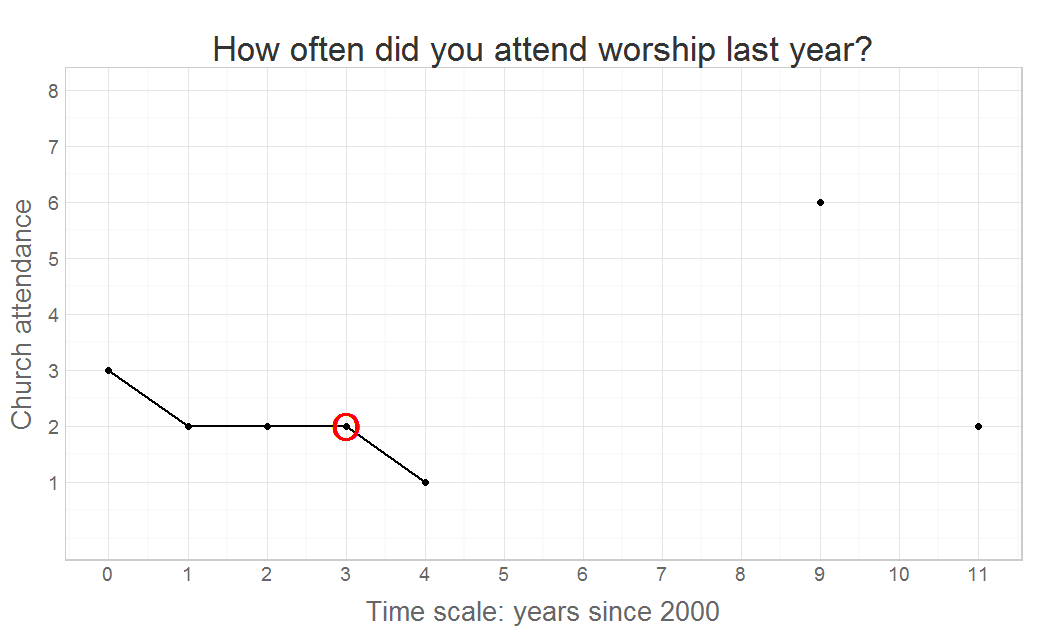 How often did you attend worship last year?
Church attendance
8
7
6
5
4
3
2
1
0 1 2 3 4 5 6 7 8 9 10 11
Time scale: years since 2000